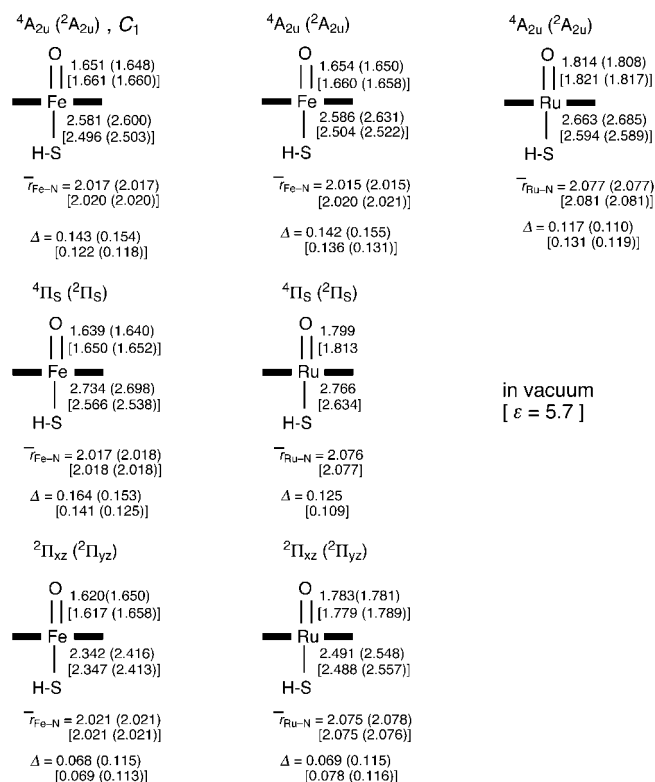 ⁴A₂ᵤ (²A₂ᵤ) , C₁
O
1.651 (1.648)
[1.661 (1.660)]
Fe
2.581 (2.600)
[2.496 (2.503)]
H-S
r̅Fe–N = 2.017 (2.017)
[2.020 (2.020)]
Δ = 0.143 (0.154)
[0.122 (0.118)]
⁴A₂ᵤ (²A₂ᵤ)
O
1.654 (1.650)
[1.660 (1.658)]
Fe
2.586 (2.631)
[2.504 (2.522)]
H-S
r̅Fe–N = 2.015 (2.015)
[2.020 (2.021)]
Δ = 0.142 (0.155)
[0.136 (0.131)]
⁴A₂ᵤ (²A₂ᵤ)
O
1.814 (1.808)
[1.821 (1.817)]
Ru
2.663 (2.685)
[2.594 (2.589)]
H-S
r̅Ru–N = 2.077 (2.077)
[2.081 (2.081)]
Δ = 0.117 (0.110)
[0.131 (0.119)]
⁴ΠS (²ΠS)
O
1.639 (1.640)
[1.650 (1.652)]
Fe
2.734 (2.698)
[2.566 (2.538)]
H-S
r̅Fe–N = 2.017 (2.018)
[2.018 (2.018)]
Δ = 0.164 (0.153)
[0.141 (0.125)]
⁴ΠS (²ΠS)
O
1.799
[1.813
Ru
2.766
[2.634]
H-S
r̅Ru–N = 2.076
[2.077]
Δ = 0.125
[0.109]
in vacuum
[ ε = 5.7 ]
²Πxz (²Πyz)
O
1.620(1.650)
[1.617 (1.658)]
Fe
2.342 (2.416)
[2.347 (2.413)]
H-S
r̅Fe–N = 2.021 (2.021)
[2.021 (2.021)]
Δ = 0.068 (0.115)
[0.069 (0.113)]
²Πxz (²Πyz)
O
1.783(1.781)
[1.779 (1.789)]
Ru
2.491 (2.548)
[2.488 (2.557)]
H-S
r̅Ru–N = 2.075 (2.078)
[2.075 (2.076)]
Δ = 0.069 (0.115)
[0.078 (0.116)]